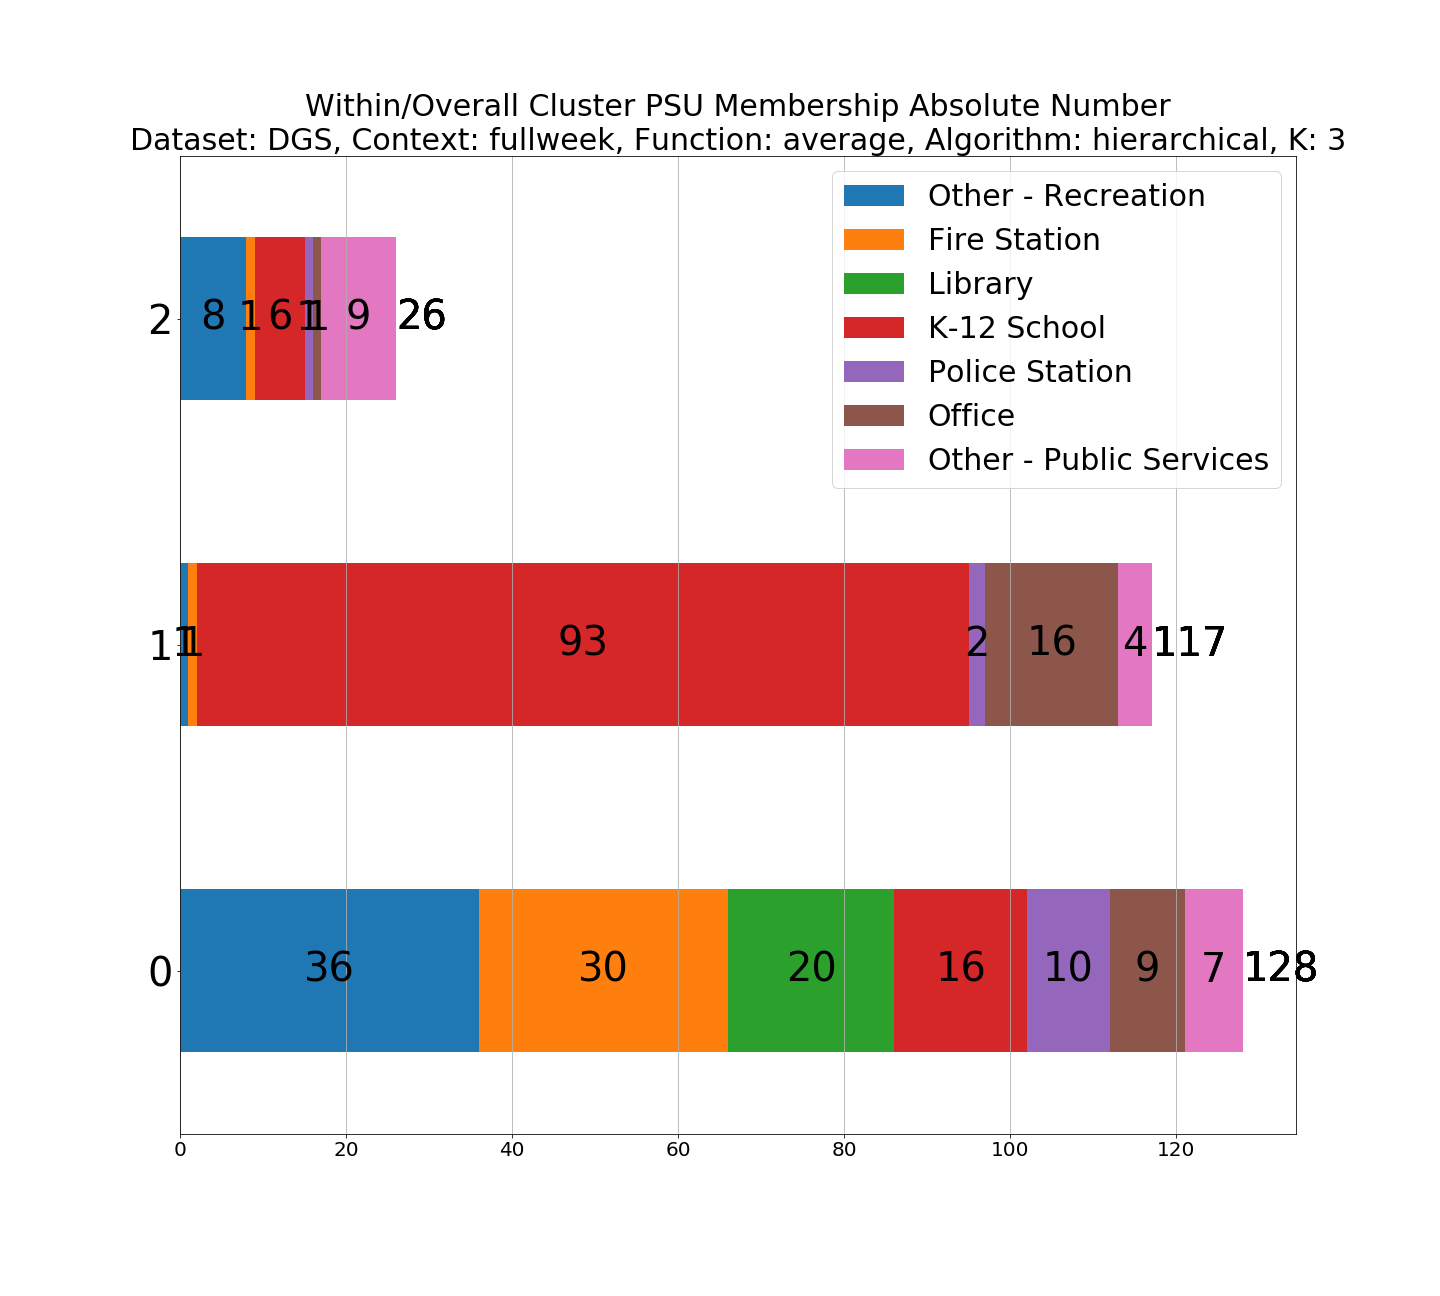 Within/Overall Cluster PSU Membership Absolute Number
Dataset: DGS, Context: fullweek, Function: average, Algorithm: hierarchical, K: 3
Other - Recreation
Fire Station
Library
K-12 School
Police Station
Office
Other - Public Services
2 8 1 6 1 1 9 26
1 1 1 93 2 16 4 117
0 36 30 20 16 10 9 7 128
0 20 40 60 80 100 120